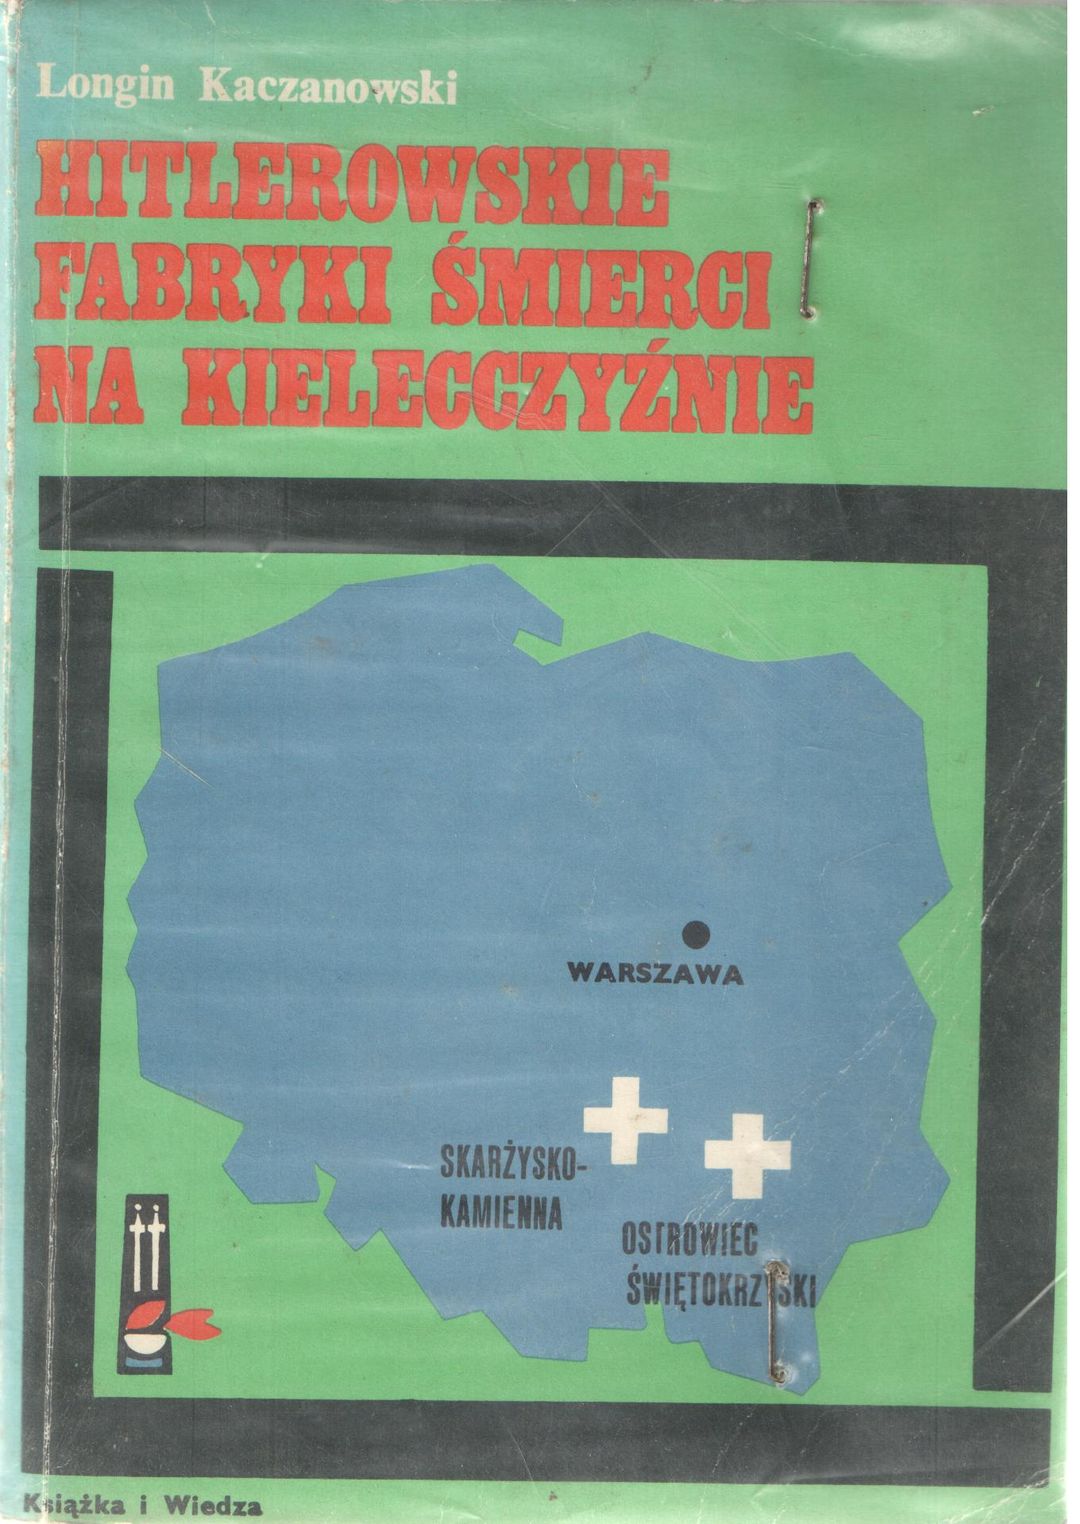 Longin Kaczanowski
HITLEROWSKIE
FABRYKI ŚMIERCI
NA KIELECCZYŹNIE
WARSZAWA
SKARŻYSKO-
KAMIENNA
OSTROWIEC
ŚWIĘTOKRZYSKI
Książka i Wiedza